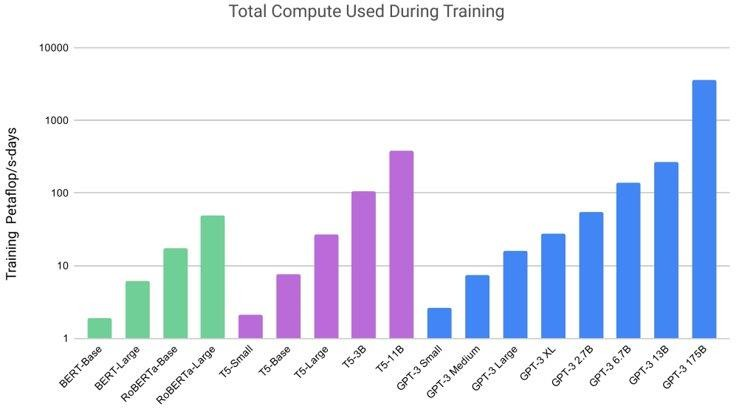 Total Compute Used During Training
10000
1000
100
10
1
Training Petaflop/s-days
BERT-Base
BERT-Large
RoBERTa-Base
RoBERTa-Large
T5-Small
T5-Base
T5-Large
T5-3B
T5-11B
GPT-3 Small
GPT-3 Medium
GPT-3 Large
GPT-3 XL
GPT-3 2.7B
GPT-3 6.7B
GPT-3 13B
GPT-3 175B